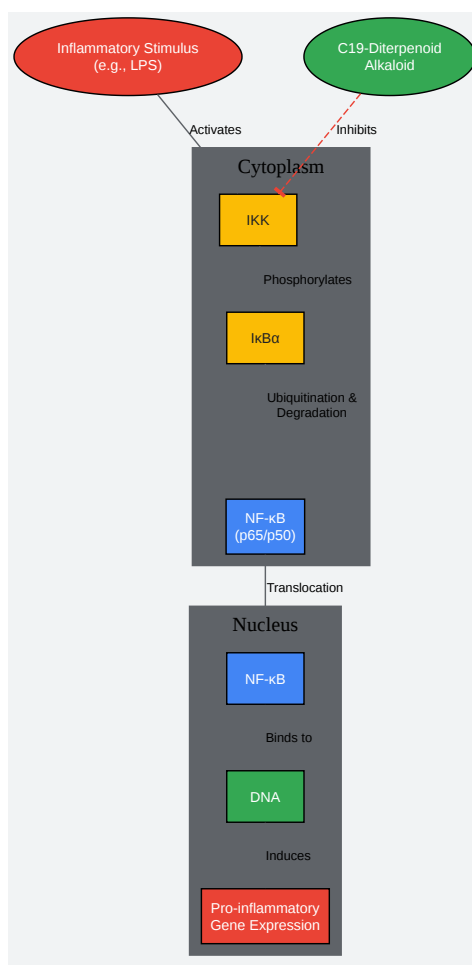 Inflammatory Stimulus
(e.g., LPS)
C19-Diterpenoid
Alkaloid
Activates
Inhibits
Cytoplasm
IKK
Phosphorylates
IκBα
Ubiquitination &
Degradation
NF-κB
(p65/p50)
Translocation
Nucleus
NF-κB
Binds to
DNA
Induces
Pro-inflammatory
Gene Expression